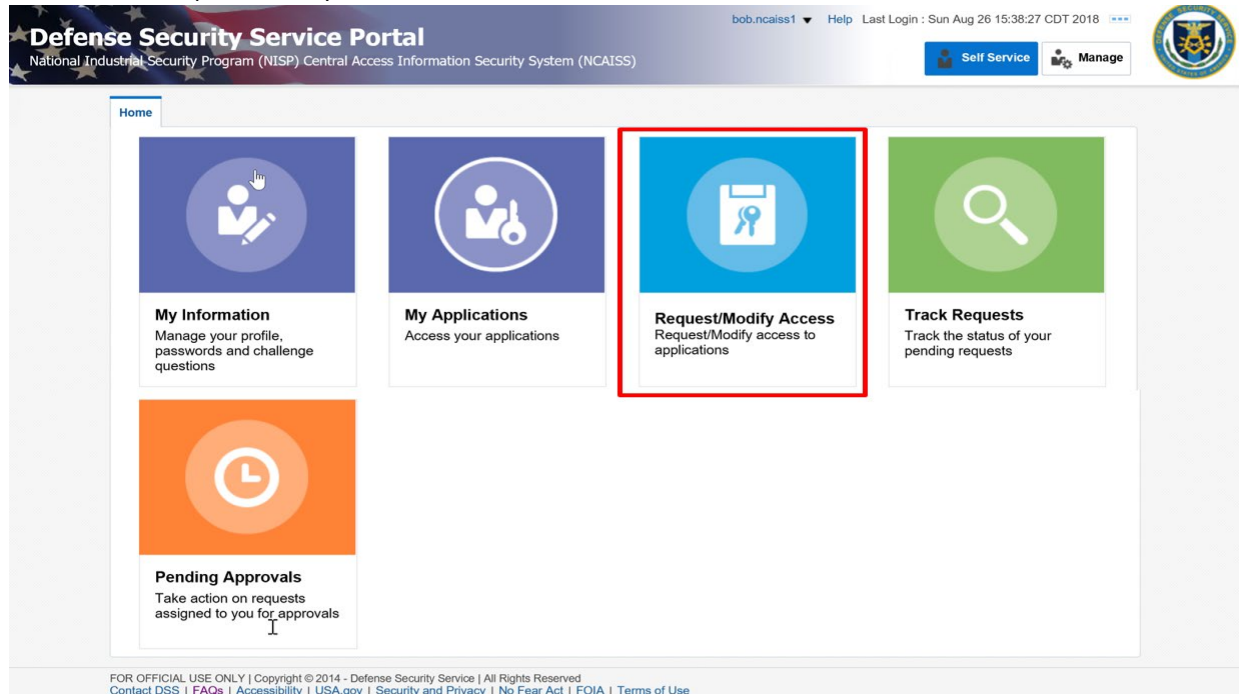 bob.ncaiss1 Help Last Login : Sun Aug 26 15:38:27 CDT 2018
Defense Security Service Portal
National Industrial Security Program (NISP) Central Access Information Security System (NCAISS)
Self Service Manage
Home
My Information
Manage your profile,
passwords and challenge
questions
My Applications
Access your applications
Request/Modify Access
Request/Modify access to
applications
Track Requests
Track the status of your
pending requests
Pending Approvals
Take action on requests
assigned to you for approvals
FOR OFFICIAL USE ONLY | Copyright © 2014 - Defense Security Service | All Rights Reserved
Contact DSS | FAQs | Accessibility | USA.gov | Security and Privacy | No Fear Act | FOIA | Terms of Use